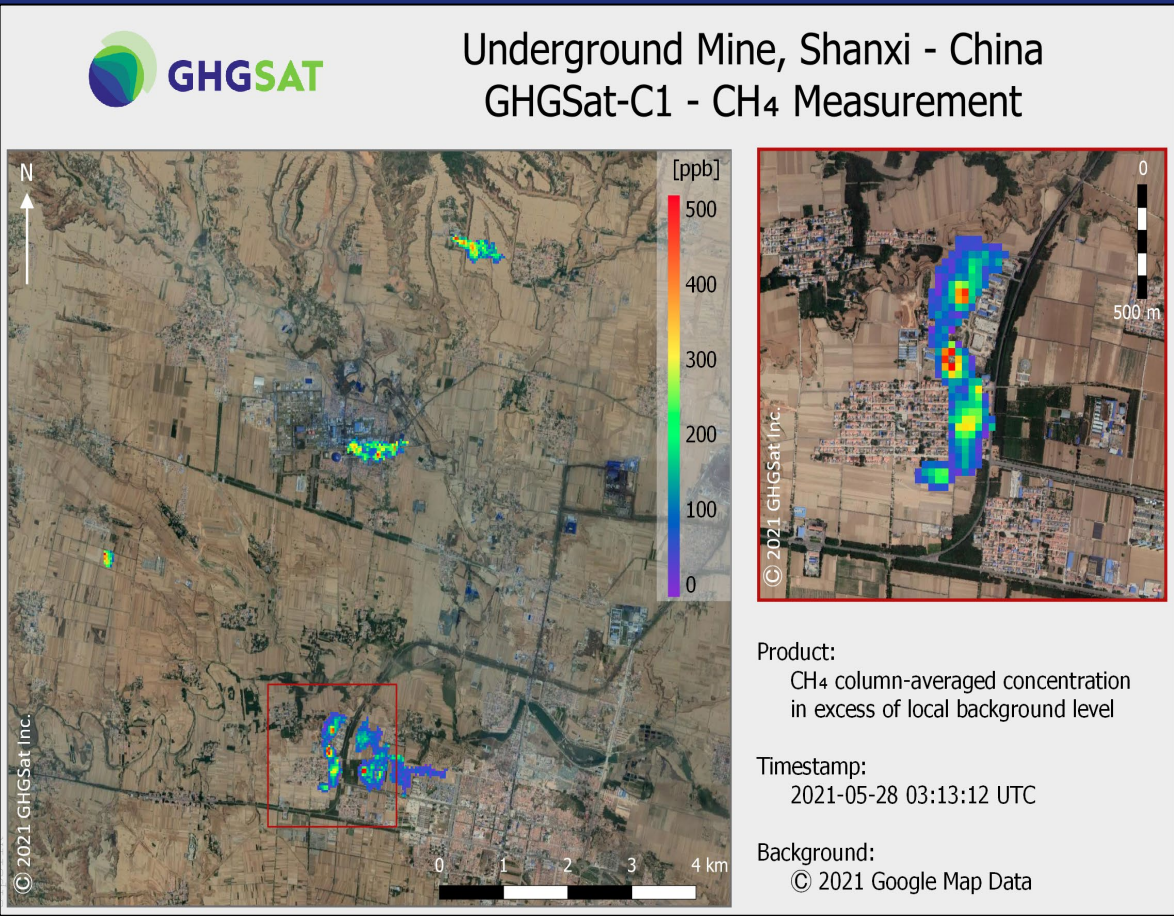 GHGSAT
Underground Mine, Shanxi - China
GHGSat-C1 - CH₄ Measurement
N
[ppb]
500
400
300
200
100
0
© 2021 GHGSat Inc.
0 1 2 3 4 km
0
500 m
© 2021 GHGSat Inc.
Product:
CH₄ column-averaged concentration
in excess of local background level
Timestamp:
2021-05-28 03:13:12 UTC
Background:
© 2021 Google Map Data